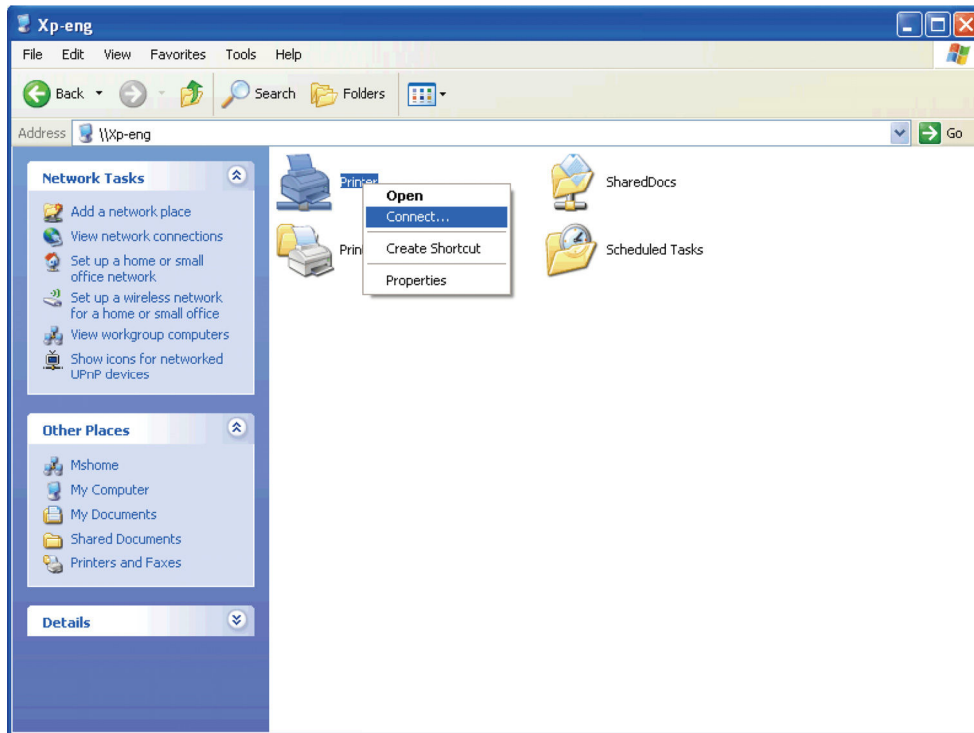 Xp-eng
File Edit View Favorites Tools Help
Back Search Folders
Address \\Xp-eng Go
Network Tasks
Add a network place
View network connections
Set up a home or small
office network
Set up a wireless network
for a home or small office
View workgroup computers
Show icons for networked
UPnP devices
Other Places
Mshome
My Computer
My Documents
Shared Documents
Printers and Faxes
Details
Printer
Open
Connect...
Create Shortcut
Properties
Prin
SharedDocs
Scheduled Tasks